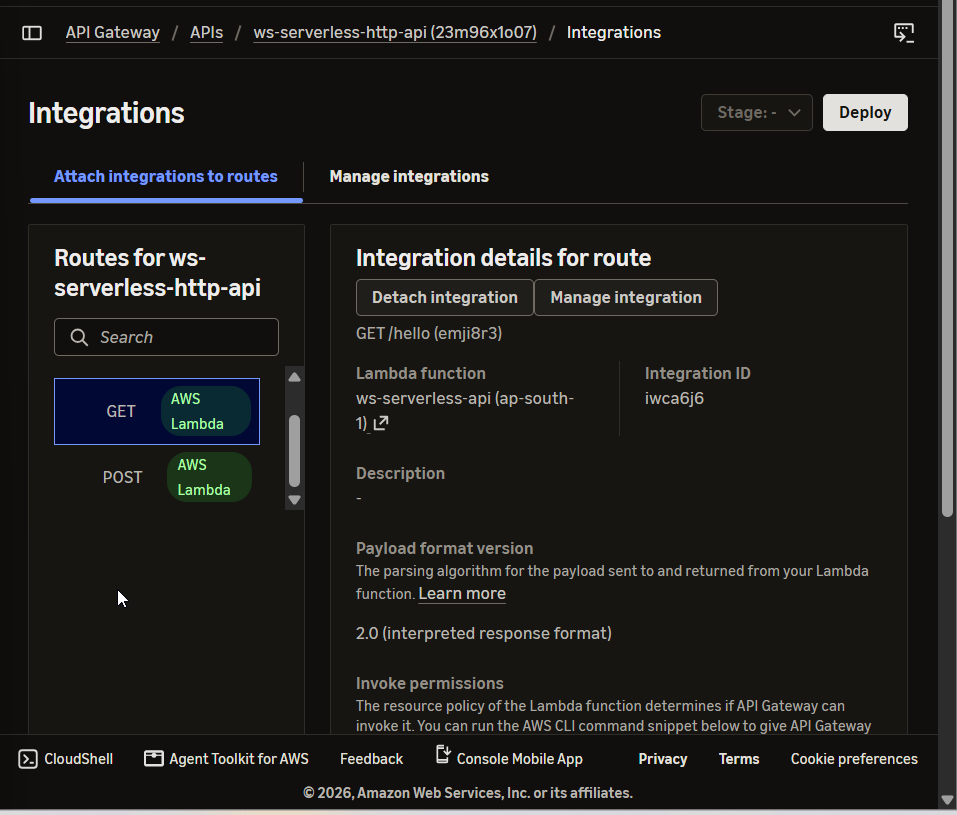 API Gateway / APIs / ws-serverless-http-api (23m96x1o07) / Integrations
Integrations
Stage: -
Deploy
Attach integrations to routes
Manage integrations
Routes for ws-
serverless-http-api
Search
GET
AWS
Lambda
POST
AWS
Lambda
Integration details for route
Detach integration
Manage integration
GET /hello (emji8r3)
Lambda function
ws-serverless-api (ap-south-
1)
Integration ID
iwca6j6
Description
-
Payload format version
The parsing algorithm for the payload sent to and returned from your Lambda
function. Learn more
2.0 (interpreted response format)
Invoke permissions
The resource policy of the Lambda function determines if API Gateway can
invoke it. You can run the AWS CLI command snippet below to give API Gateway
CloudShell
Agent Toolkit for AWS
Feedback
Console Mobile App
Privacy
Terms
Cookie preferences
© 2026, Amazon Web Services, Inc. or its affiliates.